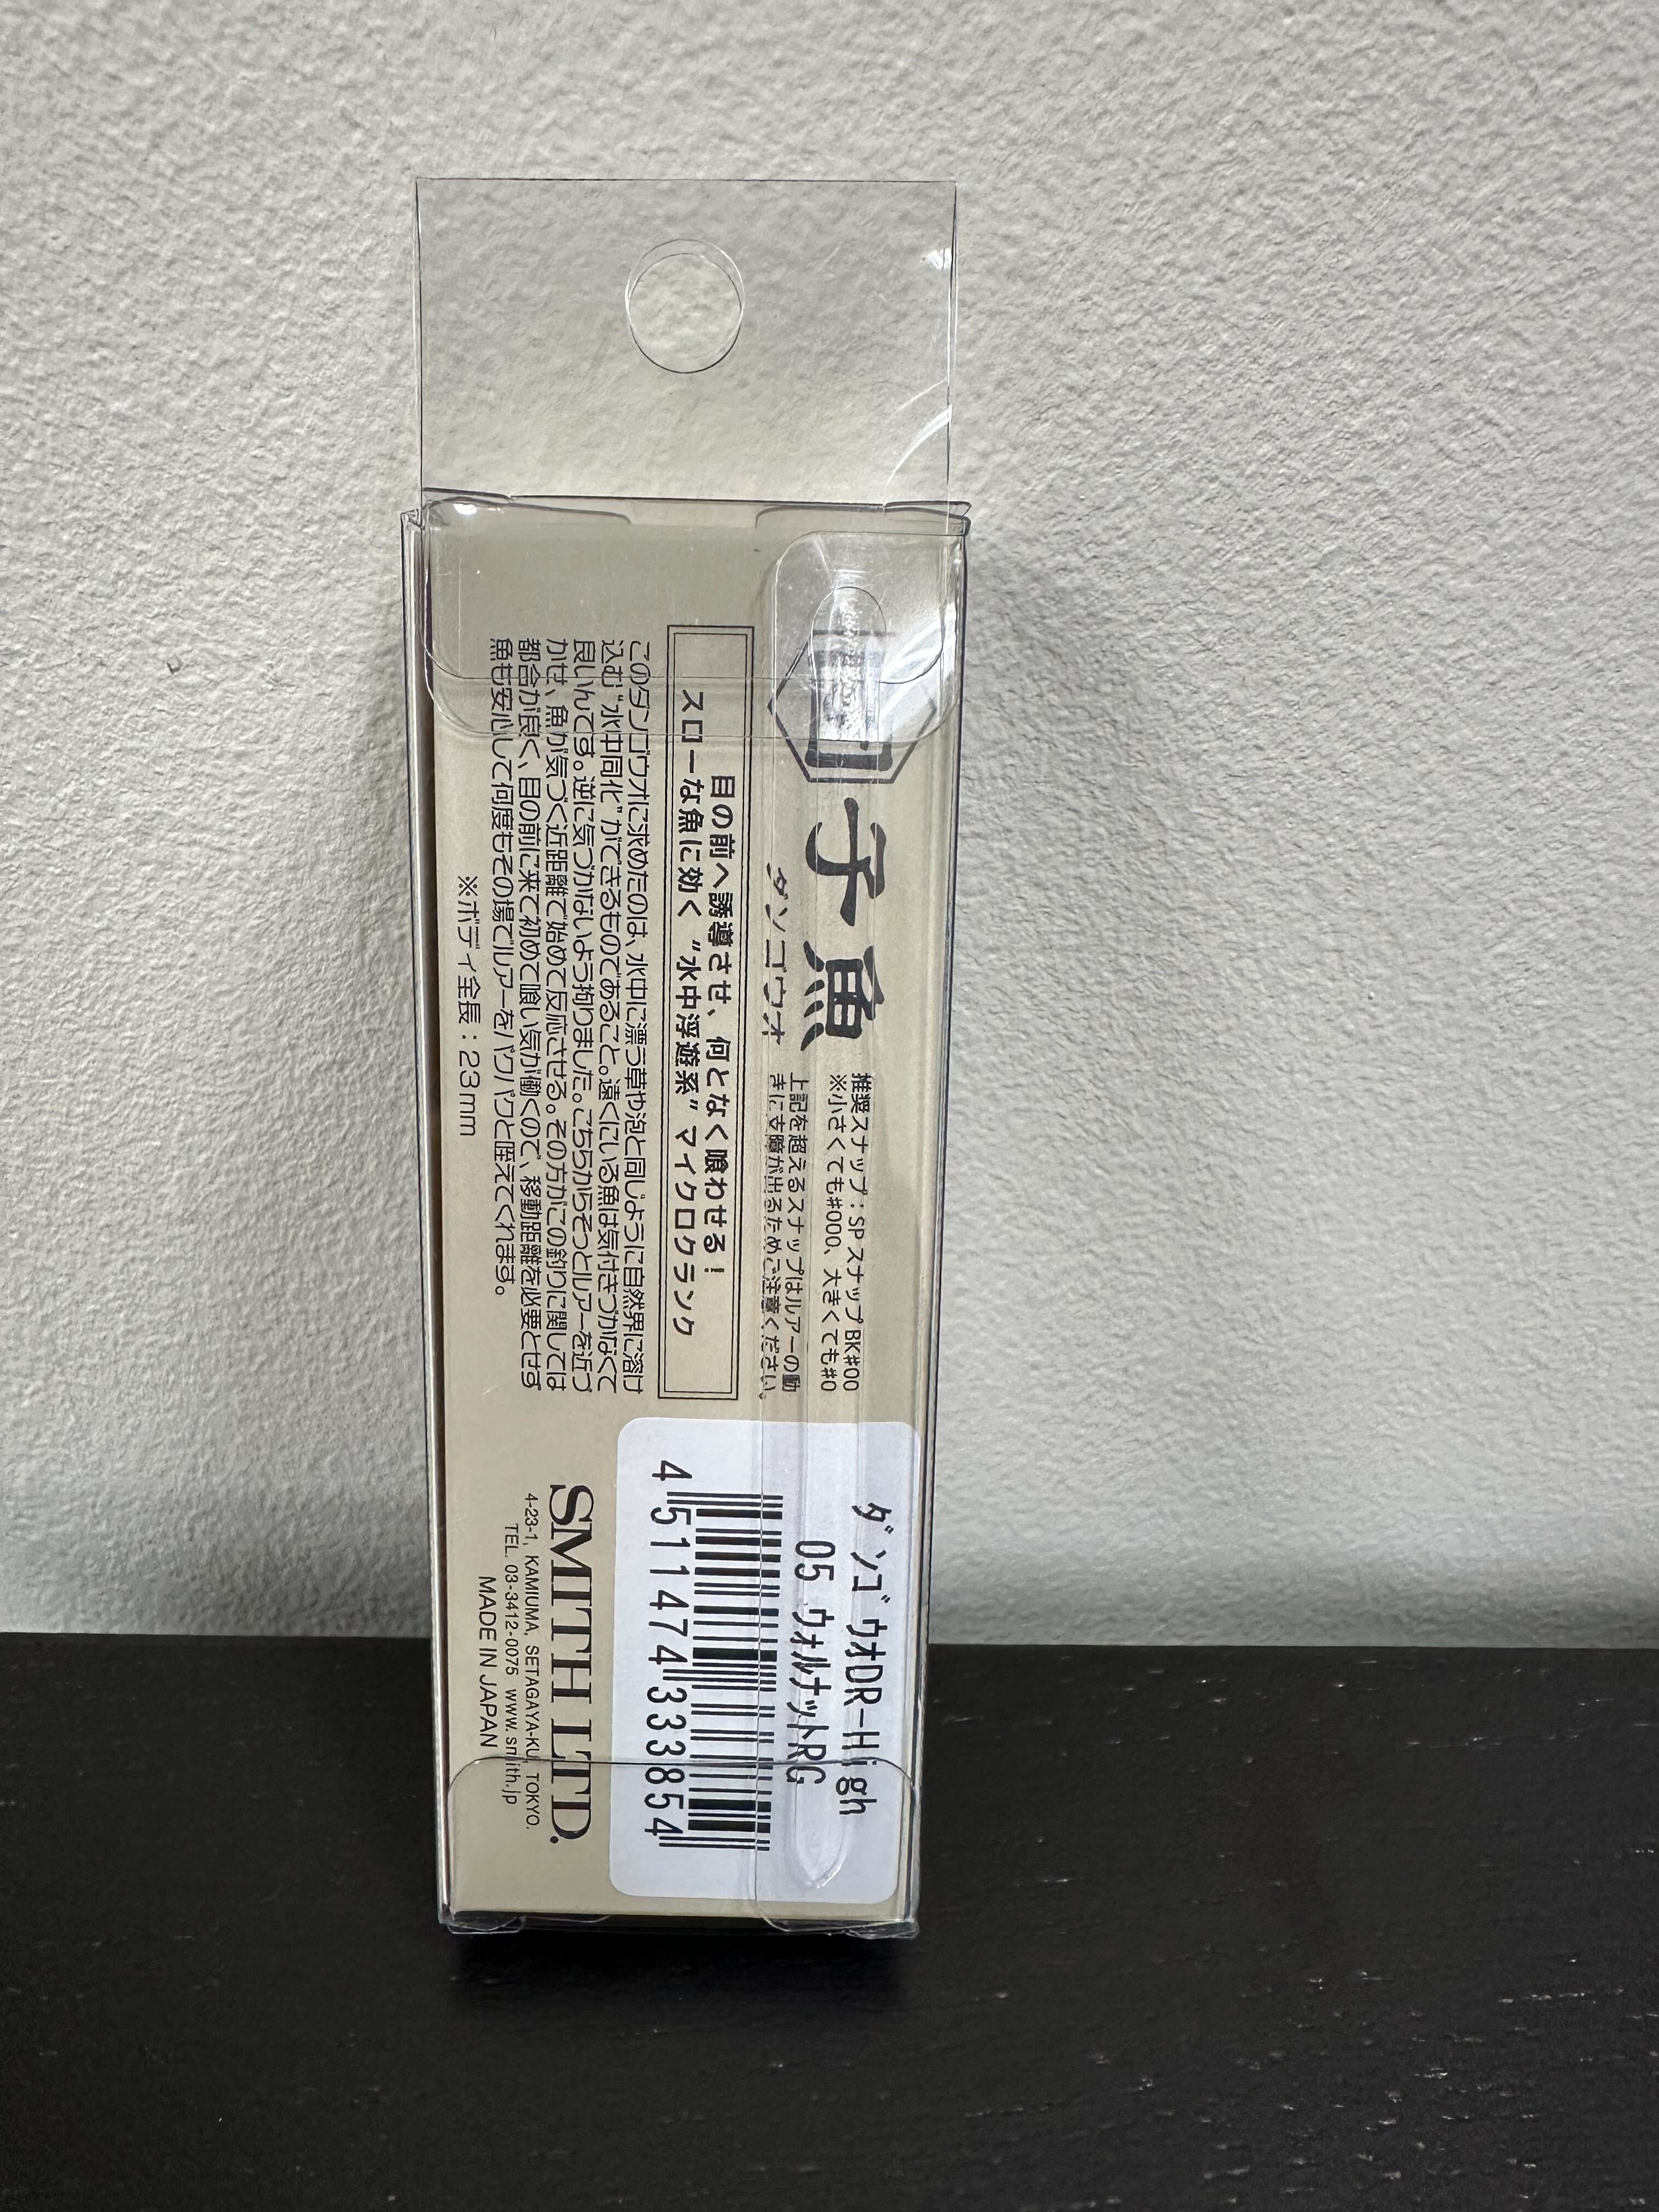 子魚
ダンゴウオ
推奨スナップ：SPスナップ BK#00
※小さくても#000、大きくても#0
上記を超えるスナップはルアーの動
きに支障が出るためご注意ください。
目の前へ誘導させ、何となく喰わせる！
スローな魚に効く “水中浮遊系” マイクロクランク
このダンゴウオに求めたのは、水中に漂う草や泡と同じように自然界に溶け
込む“水中同化”ができるものであること。遠くにいる魚は気付きづかなくて
良いんです。逆に気づかないよう拘りました。こちらからそっとルアーを近づ
かせ、魚が気づく近距離で始めて反応させる。その方がこの釣りに関しては
都合が良く、目の前に来て初めて喰い気が働くので、移動距離を必要とせず
魚も安心して何度もその場でルアーをパクパクと咥えてくれます。
※ボディ全長：23mm
ﾀﾞﾝｺﾞｳｵDR-High
05 ｳｫﾙﾅｯﾄRG
4 511474 333854
SMITH LTD.
4-23-1, KAMIUMA, SETAGAYA-KU, TOKYO.
TEL. 03-3412-0075 www.smith.jp
MADE IN JAPAN